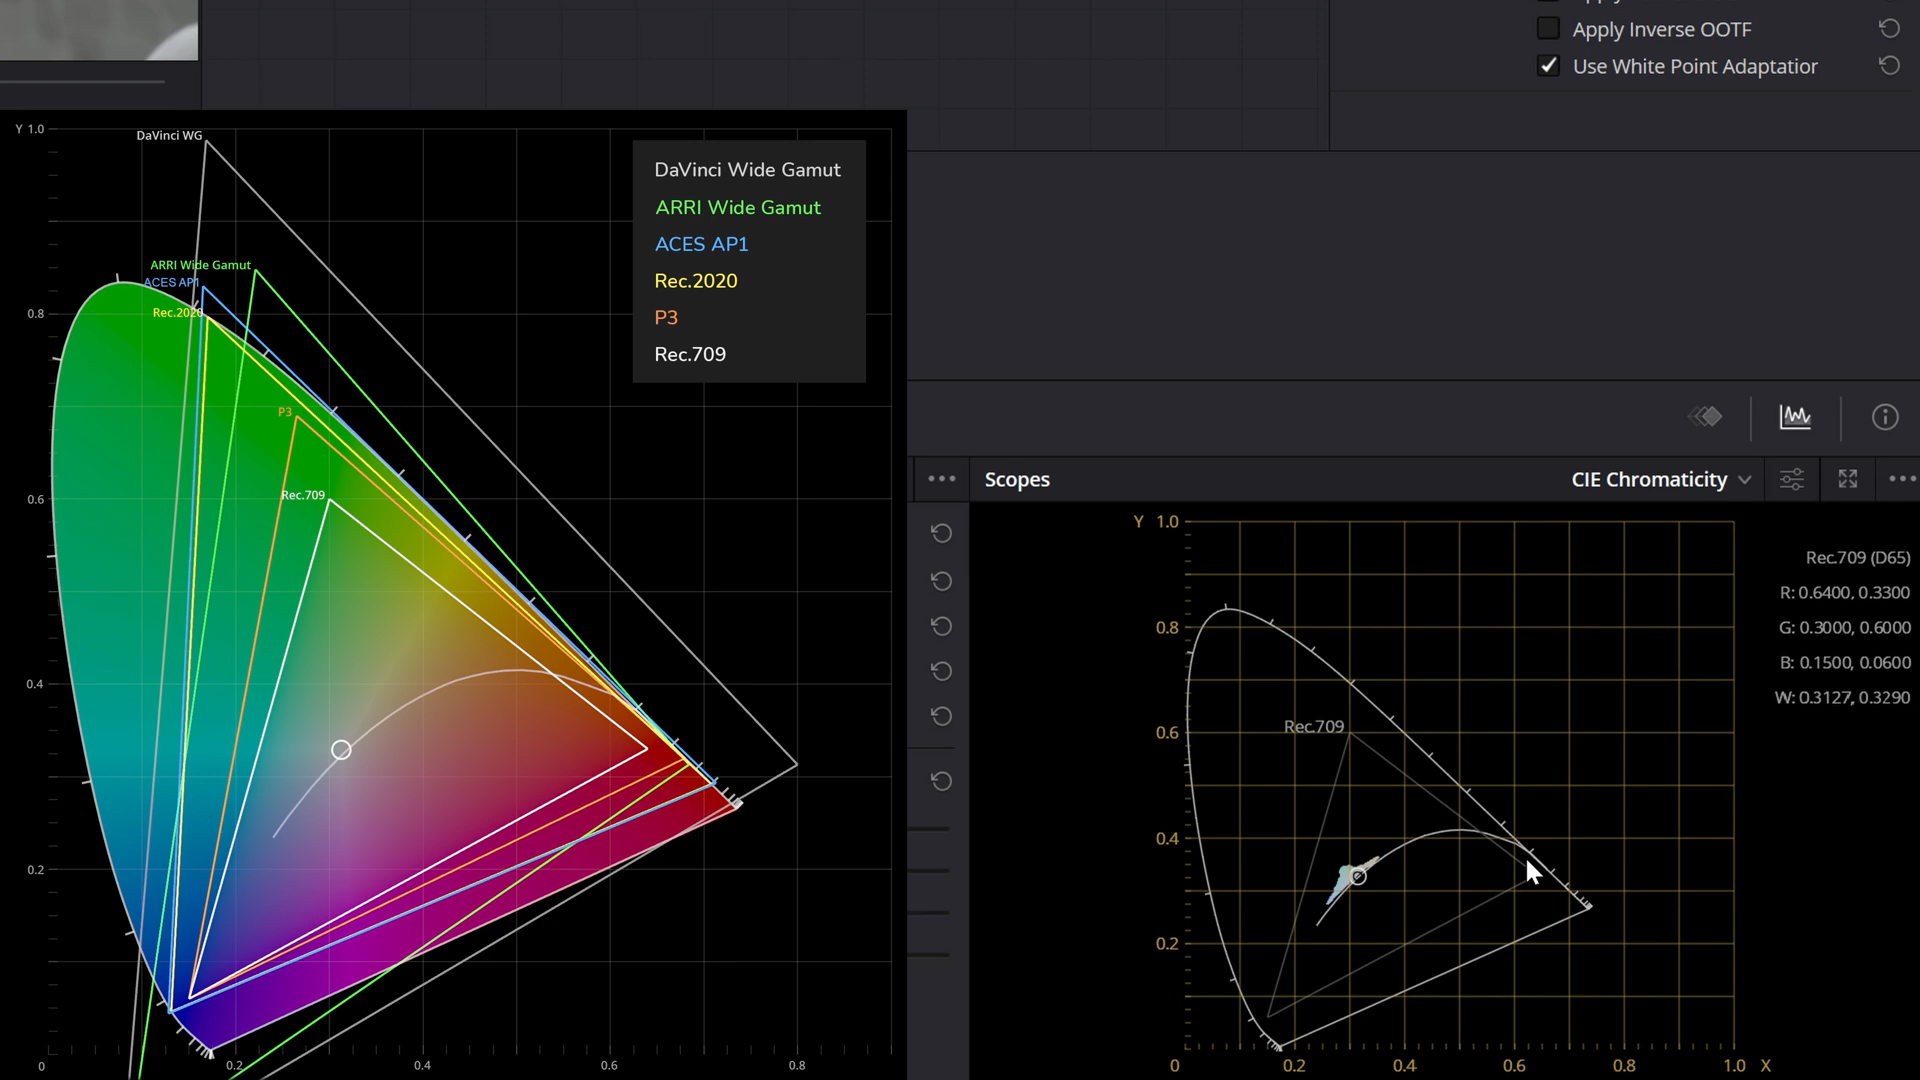 Apply Inverse OOTF
Use White Point Adaptatior
Y 1.0
DaVinci WG
DaVinci Wide Gamut
ARRI Wide Gamut
ACES AP1
Rec.2020
P3
Rec.709
ARRI Wide Gamut
ACES AP1
Rec.2020
0.8
P3
Rec.709
0.6
0.4
0.2
0
0.2
0.4
0.6
0.8
Scopes
CIE Chromaticity
Y 1.0
Rec.709 (D65)
R: 0.6400, 0.3300
G: 0.3000, 0.6000
B: 0.1500, 0.0600
W: 0.3127, 0.3290
0.8
Rec.709
0.6
0.4
0.2
0
0.2
0.4
0.6
0.8
1.0 X